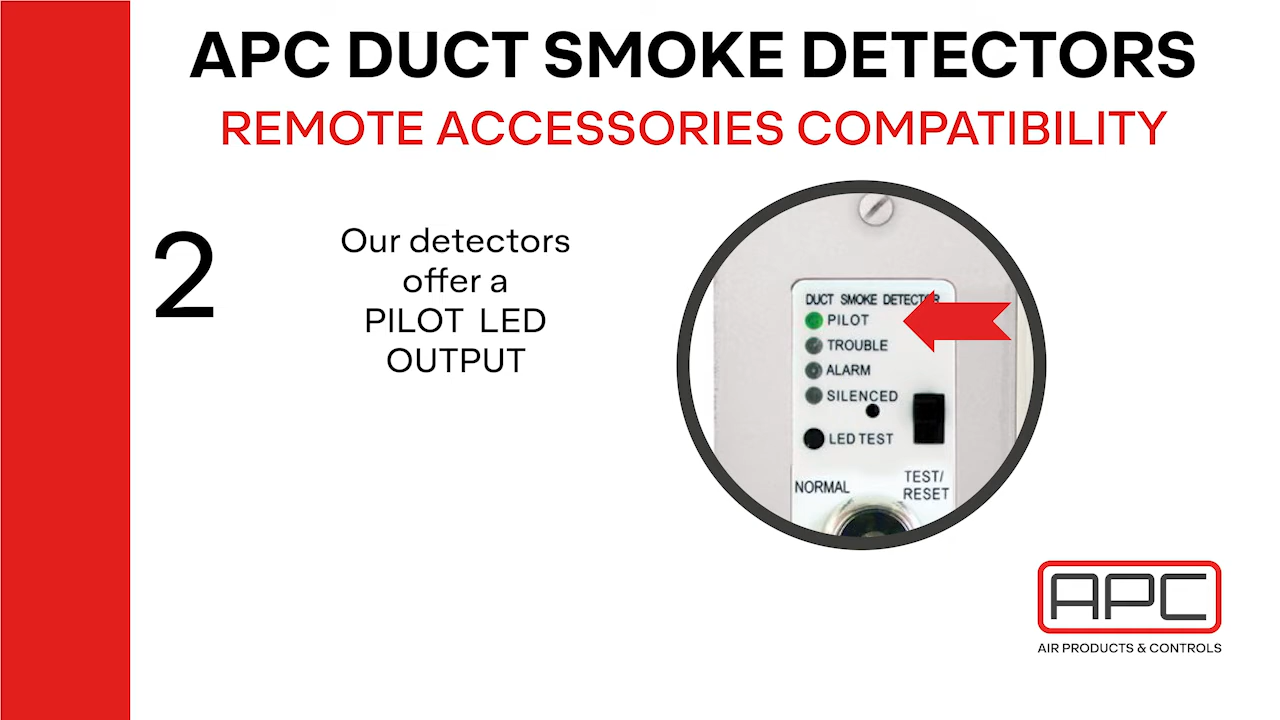 APC DUCT SMOKE DETECTORS
REMOTE ACCESSORIES COMPATIBILITY
2
Our detectors
offer a
PILOT LED
OUTPUT
DUCT SMOKE DETECTOR
PILOT
TROUBLE
ALARM
SILENCED
LED TEST
NORMAL
TEST/
RESET
APC
AIR PRODUCTS & CONTROLS